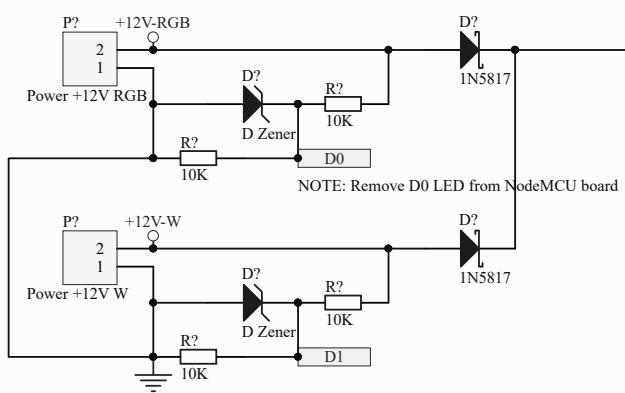 P?
+12V-RGB
D?
2
1
1N5817
Power +12V RGB
D?
R?
D Zener
10K
R?
D0
10K
NOTE: Remove D0 LED from NodeMCU board
P?
+12V-W
D?
2
1
1N5817
Power +12V W
D?
R?
D Zener
10K
R?
D1
10K